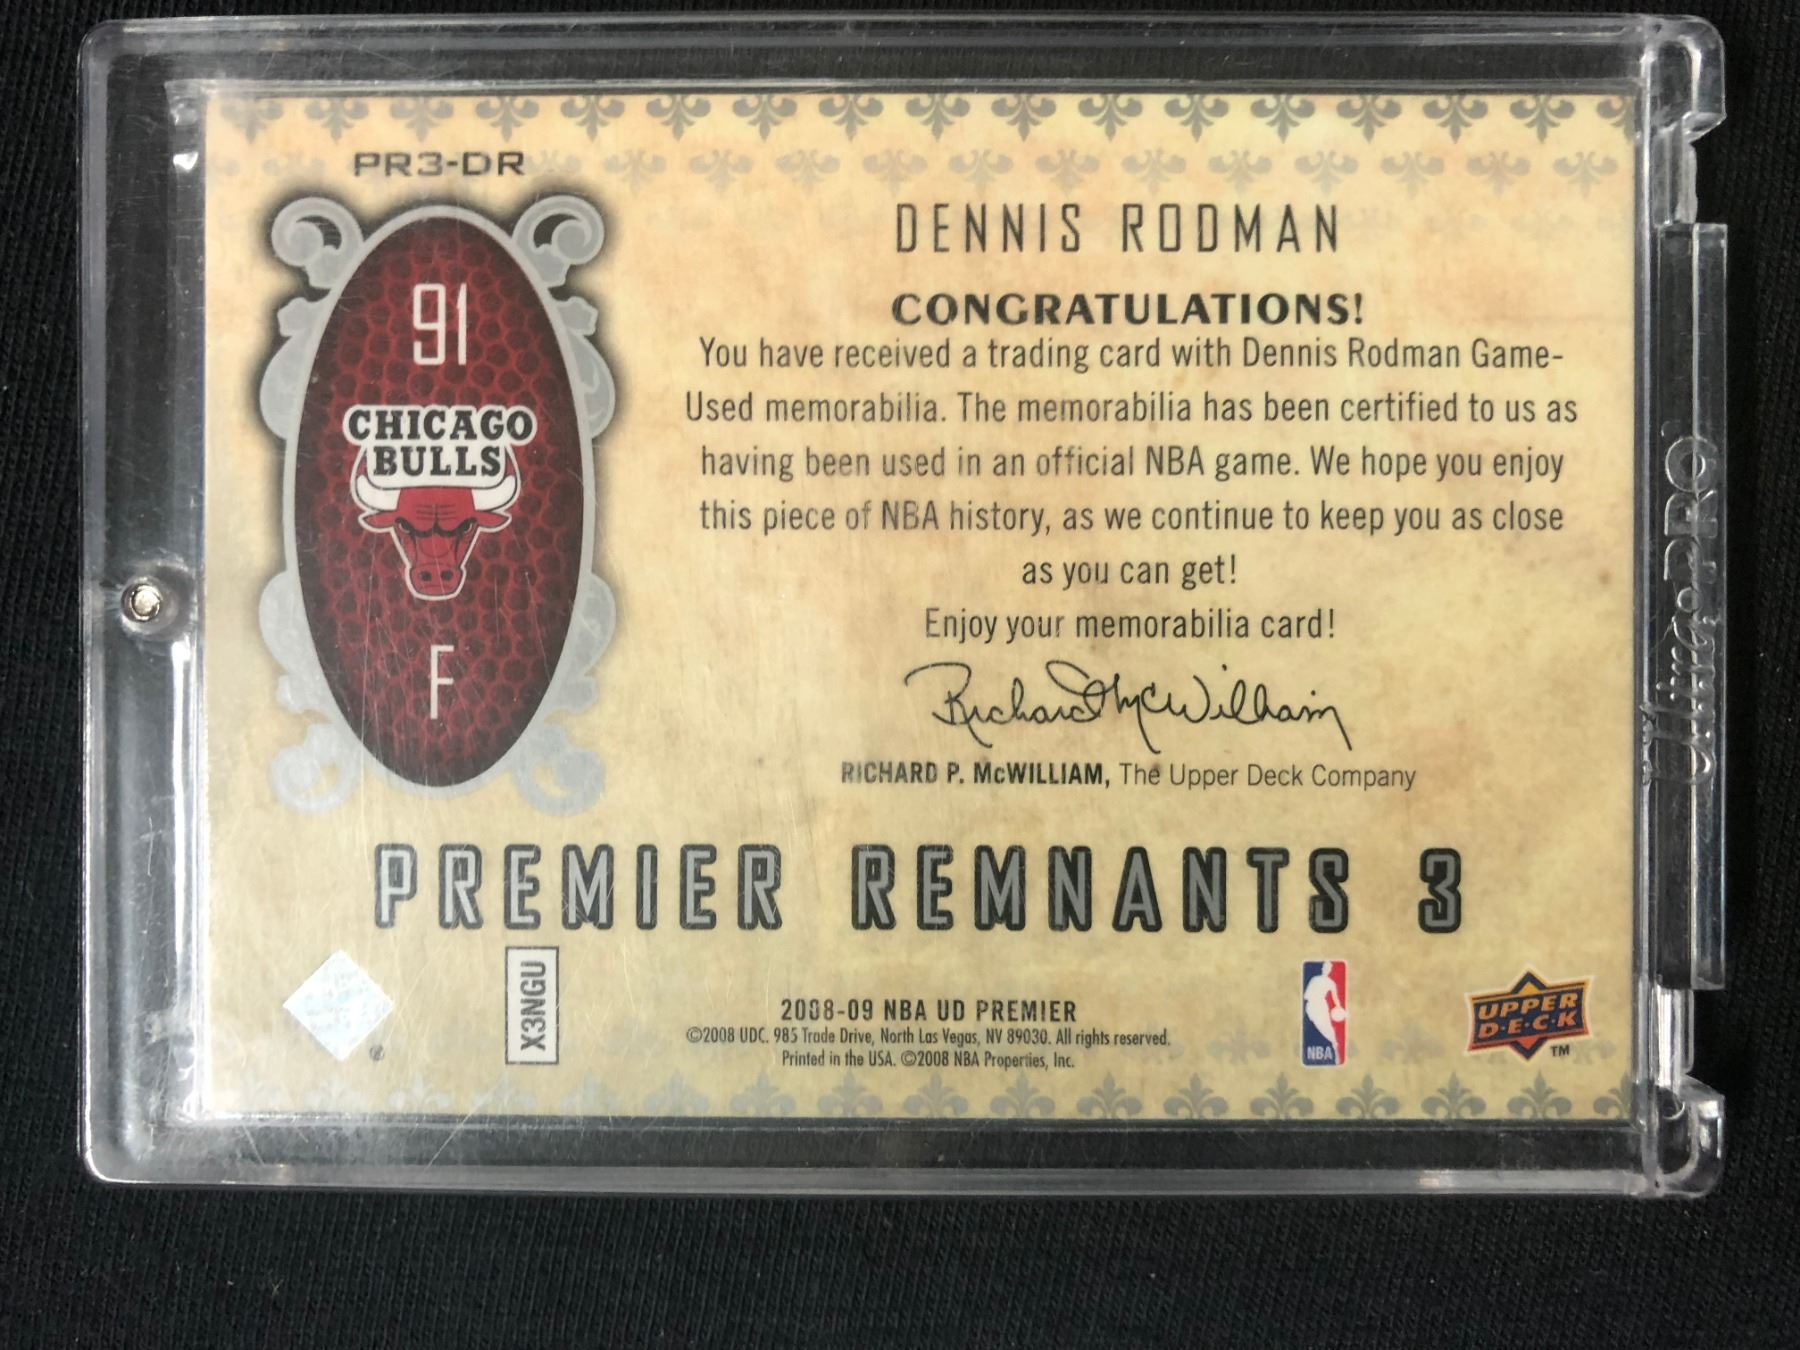 PR3-DR
91
CHICAGO
BULLS
F
DENNIS RODMAN
CONGRATULATIONS!
You have received a trading card with Dennis Rodman Game-
Used memorabilia. The memorabilia has been certified to us as
having been used in an official NBA game. We hope you enjoy
this piece of NBA history, as we continue to keep you as close
as you can get!
Enjoy your memorabilia card!
Richard McWilliam
RICHARD P. McWILLIAM, The Upper Deck Company
PREMIER REMNANTS 3
X3NGU
2008-09 NBA UD PREMIER
©2008 UDC. 985 Trade Drive, North Las Vegas, NV 89030. All rights reserved.
Printed in the USA. ©2008 NBA Properties, Inc.
NBA
UPPER
D·E·C·K
TM
Ultra·PRO